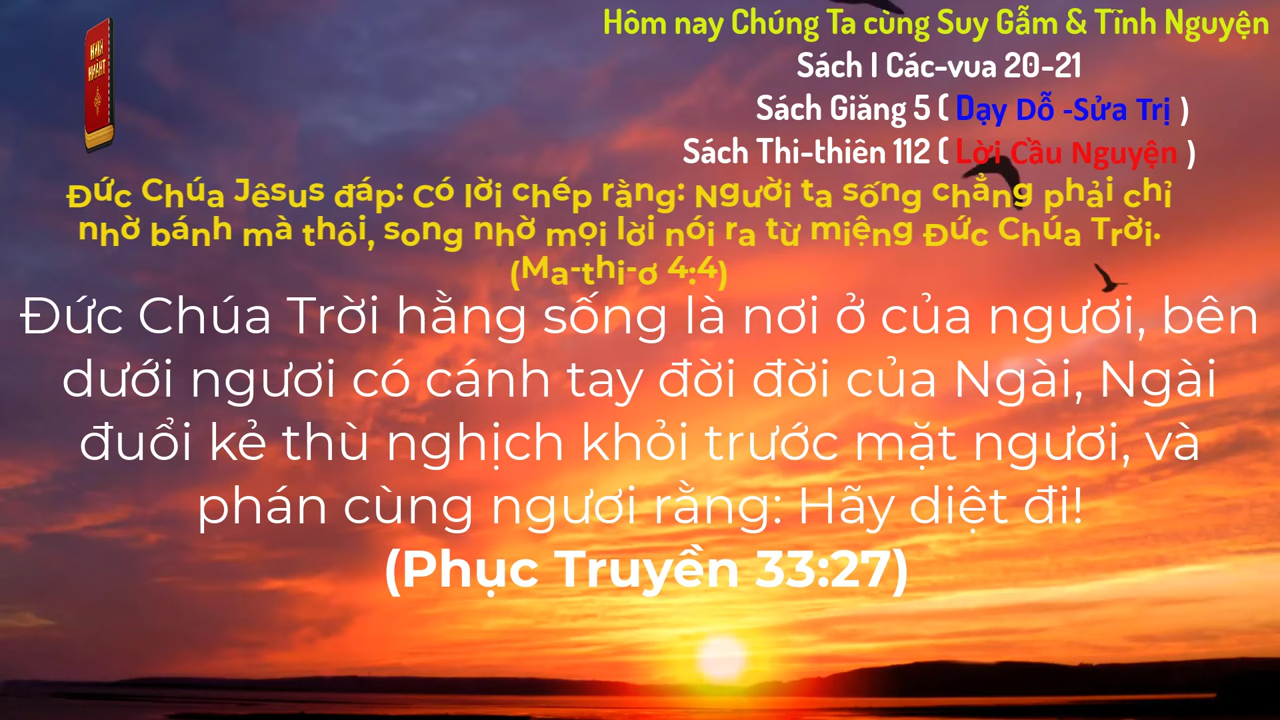 Hôm nay Chúng Ta cùng Suy Gẫm & Tĩnh Nguyện
Sách I Các-vua 20-21
Sách Giăng 5 ( Dạy Dỗ -Sửa Trị )
Sách Thi-thiên 112 ( Lời Cầu Nguyện )
Đức Chúa Jêsus đáp: Có lời chép rằng: Người ta sống chẳng phải chỉ
nhờ bánh mà thôi, song nhờ mọi lời nói ra từ miệng Đức Chúa Trời.
(Ma-thi-ơ 4:4)
Đức Chúa Trời hằng sống là nơi ở của ngươi, bên
dưới ngươi có cánh tay đời đời của Ngài, Ngài
đuổi kẻ thù nghịch khỏi trước mặt ngươi, và
phán cùng ngươi rằng: Hãy diệt đi!
(Phục Truyền 33:27)